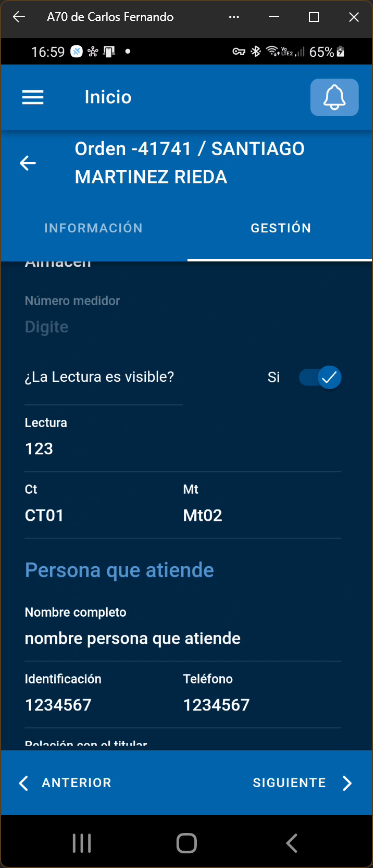 A70 de Carlos Fernando
16:59
65%
Inicio
Orden -41741 / SANTIAGO
MARTINEZ RIEDA
INFORMACIÓN GESTIÓN
Almacén
Número medidor
Digite
¿La Lectura es visible? Si
Lectura
123
Ct Mt
CT01 Mt02
Persona que atiende
Nombre completo
nombre persona que atiende
Identificación Teléfono
1234567 1234567
Relación con el titular
ANTERIOR SIGUIENTE